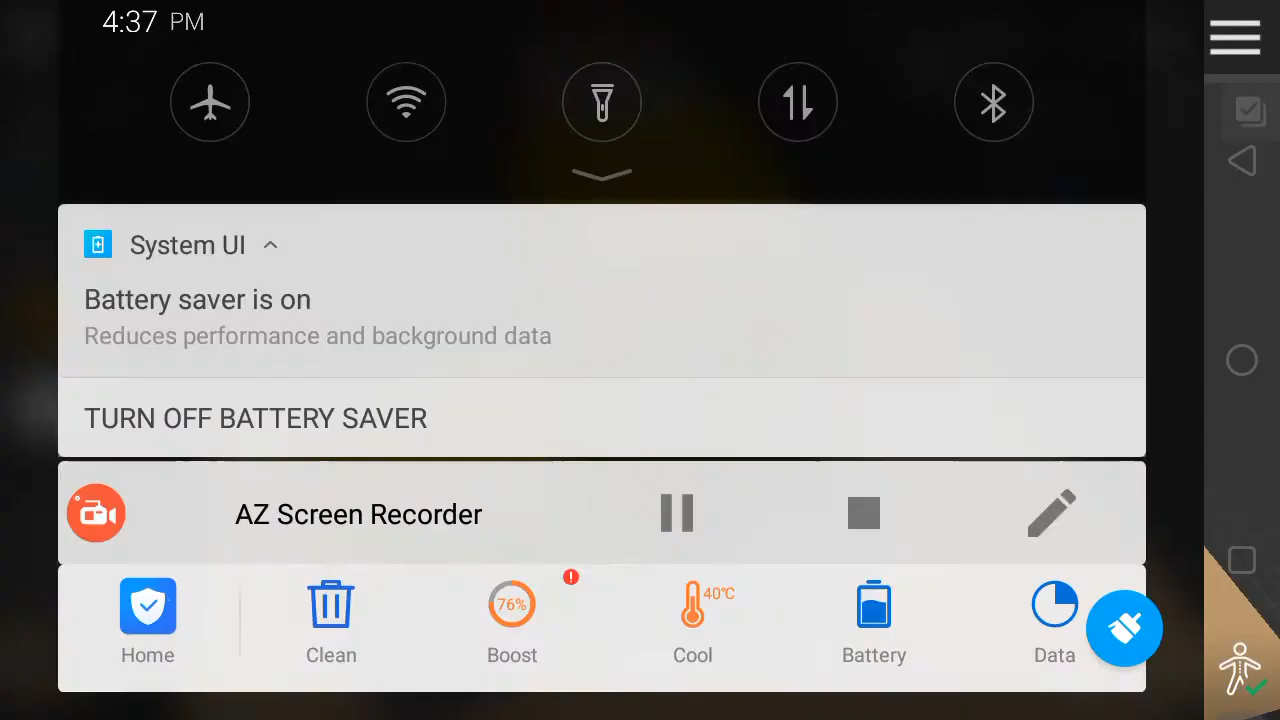 4:37 PM
System UI
Battery saver is on
Reduces performance and background data
TURN OFF BATTERY SAVER
AZ Screen Recorder
76%
40℃
Home Clean Boost Cool Battery Data